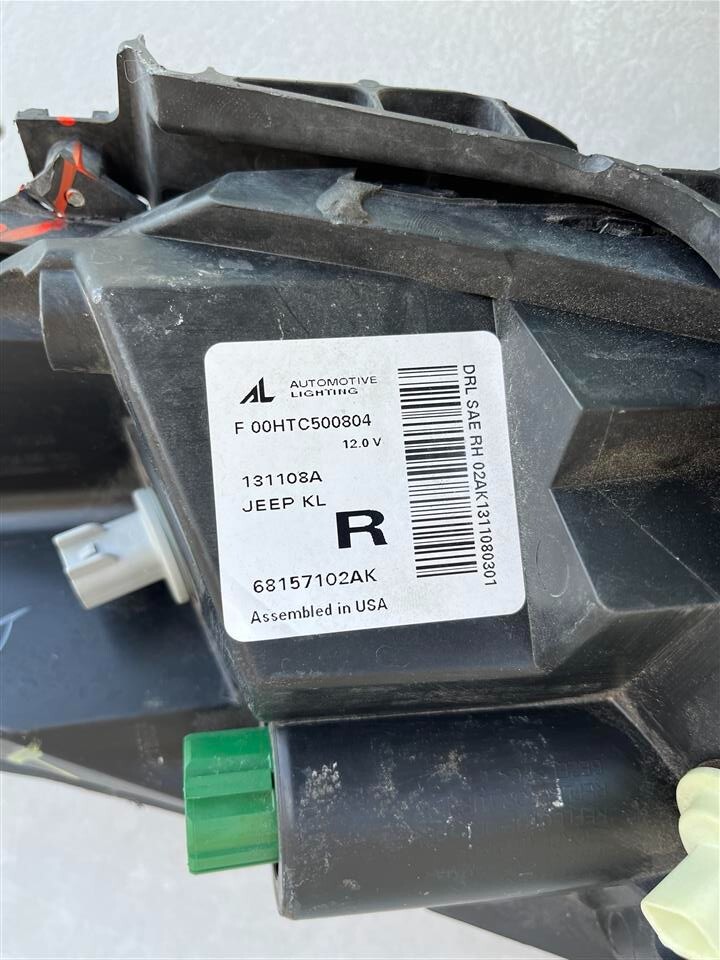 AL AUTOMOTIVE
LIGHTING
F 00HTC500804
12.0 V
131108A
JEEP KL
R
68157102AK
Assembled in USA
DRL SAE RH 02AK1311080301